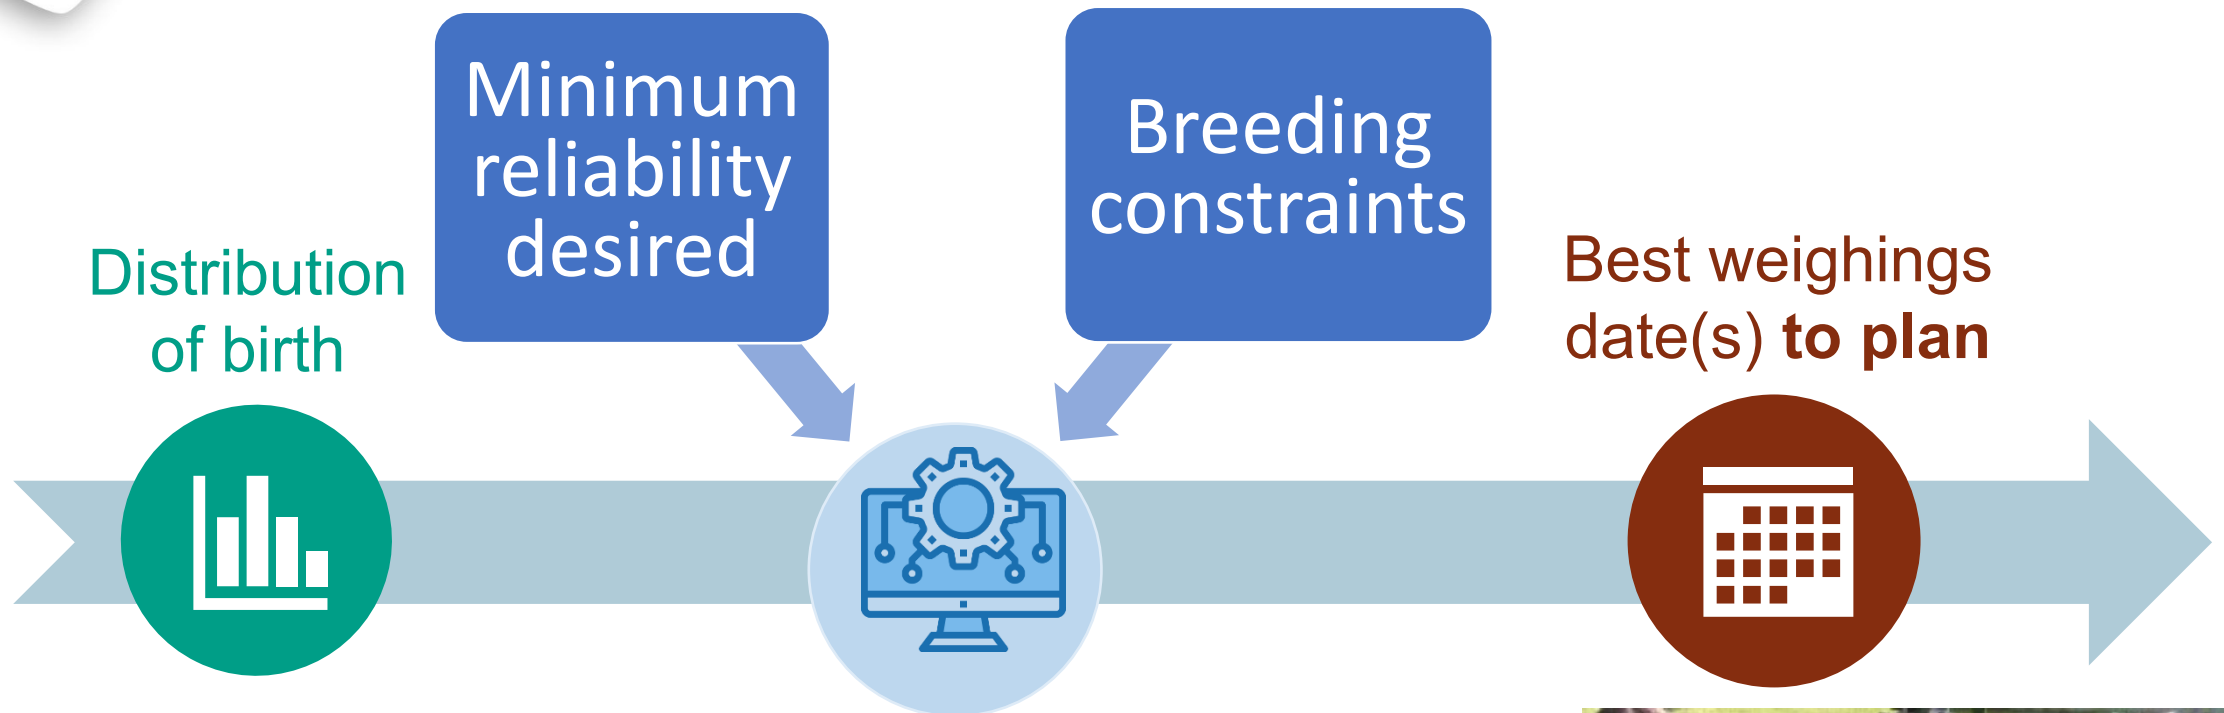 Distribution
of birth
Minimum
reliability
desired
Breeding
constraints
Best weighings
date(s) to plan